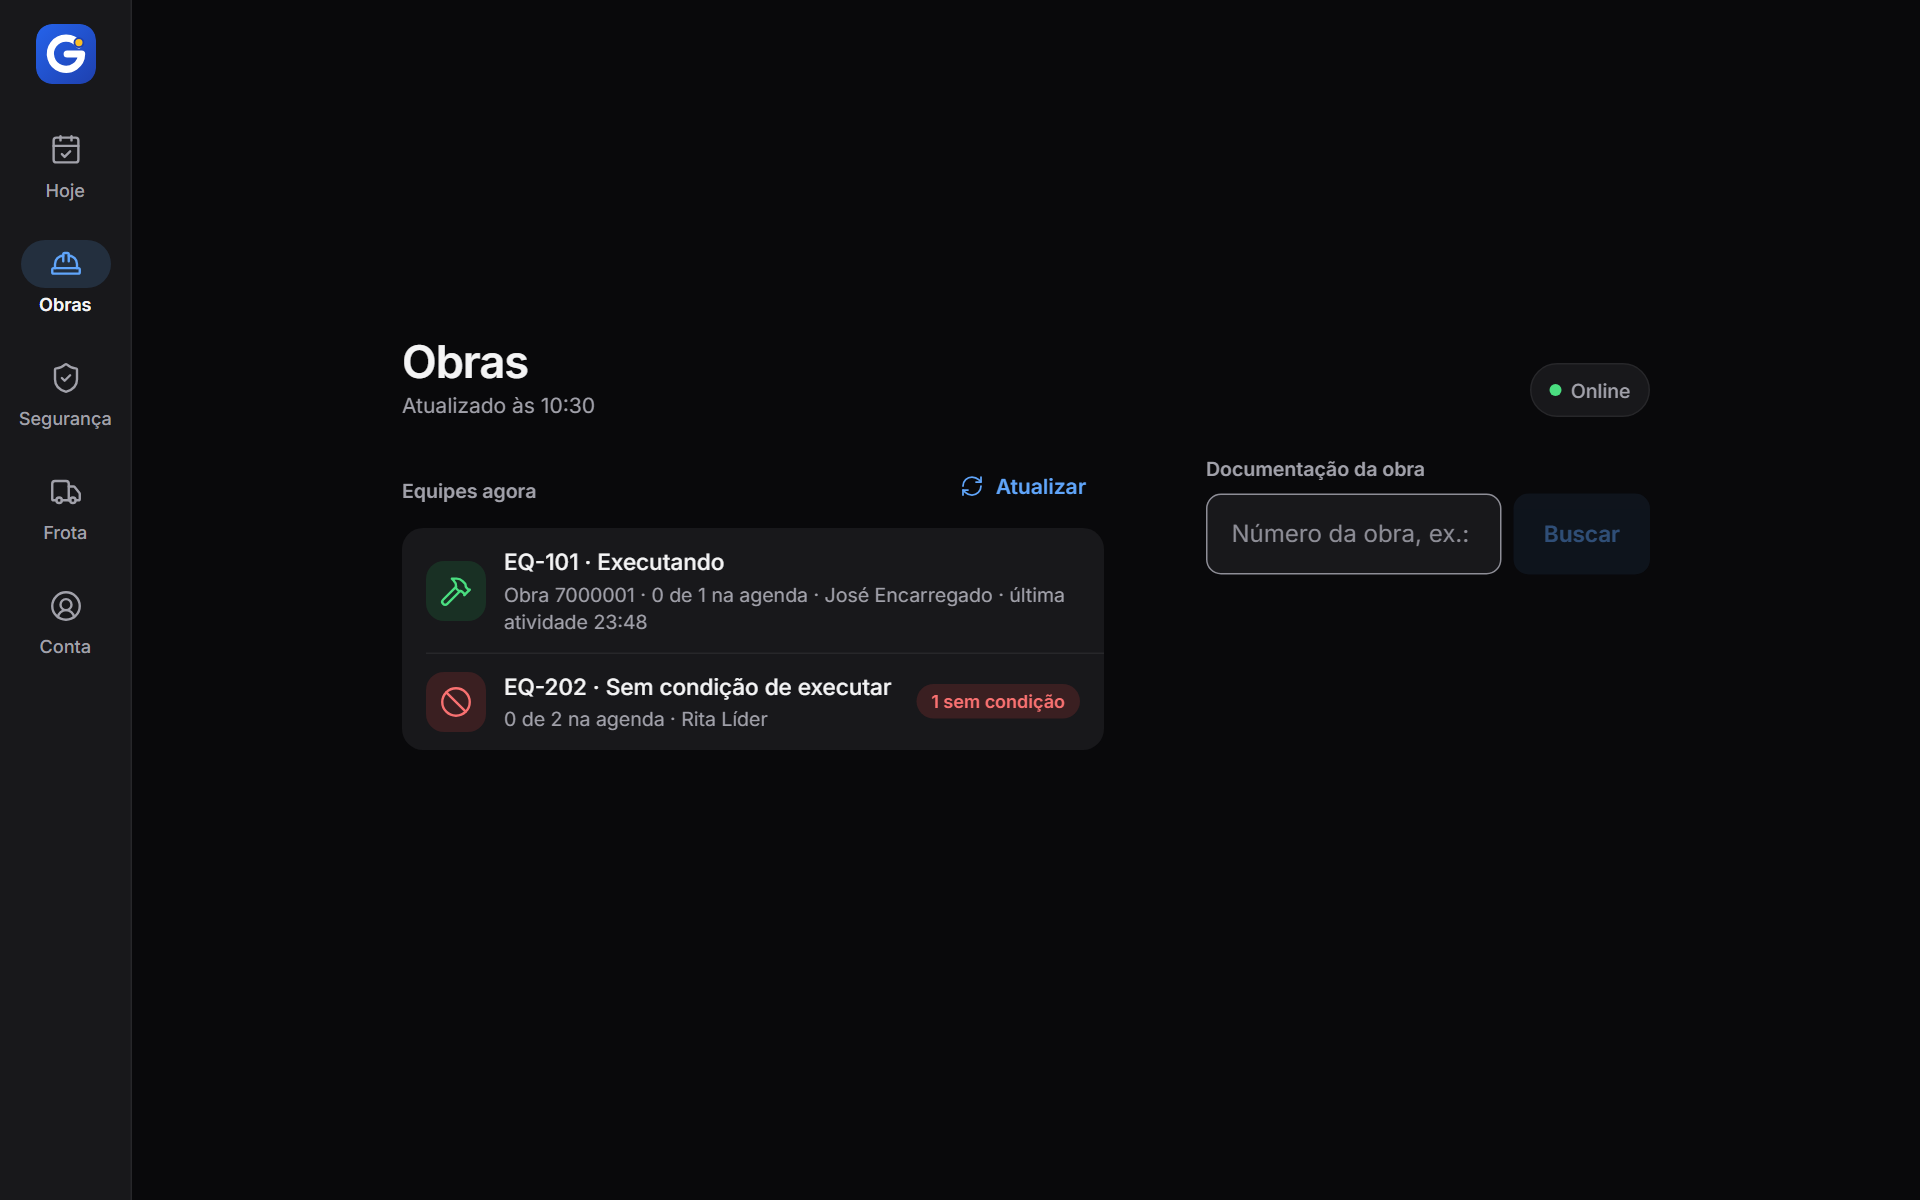 Hoje
Obras
Segurança
Frota
Conta
Obras
Atualizado às 10:30
Online
Equipes agora
Atualizar
EQ-101 · Executando
Obra 7000001 · 0 de 1 na agenda · José Encarregado · última
atividade 23:48
EQ-202 · Sem condição de executar
0 de 2 na agenda · Rita Líder
1 sem condição
Documentação da obra
Número da obra, ex.:
Buscar